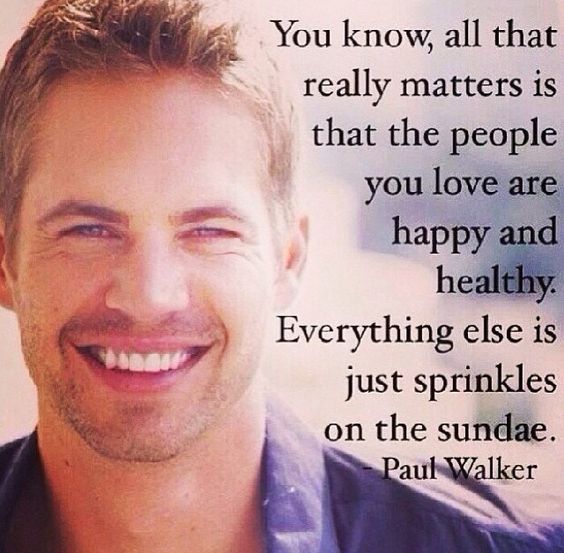 You know, all that
really matters is
that the people
you love are
happy and
healthy.
Everything else is
just sprinkles
on the sundae.
- Paul Walker